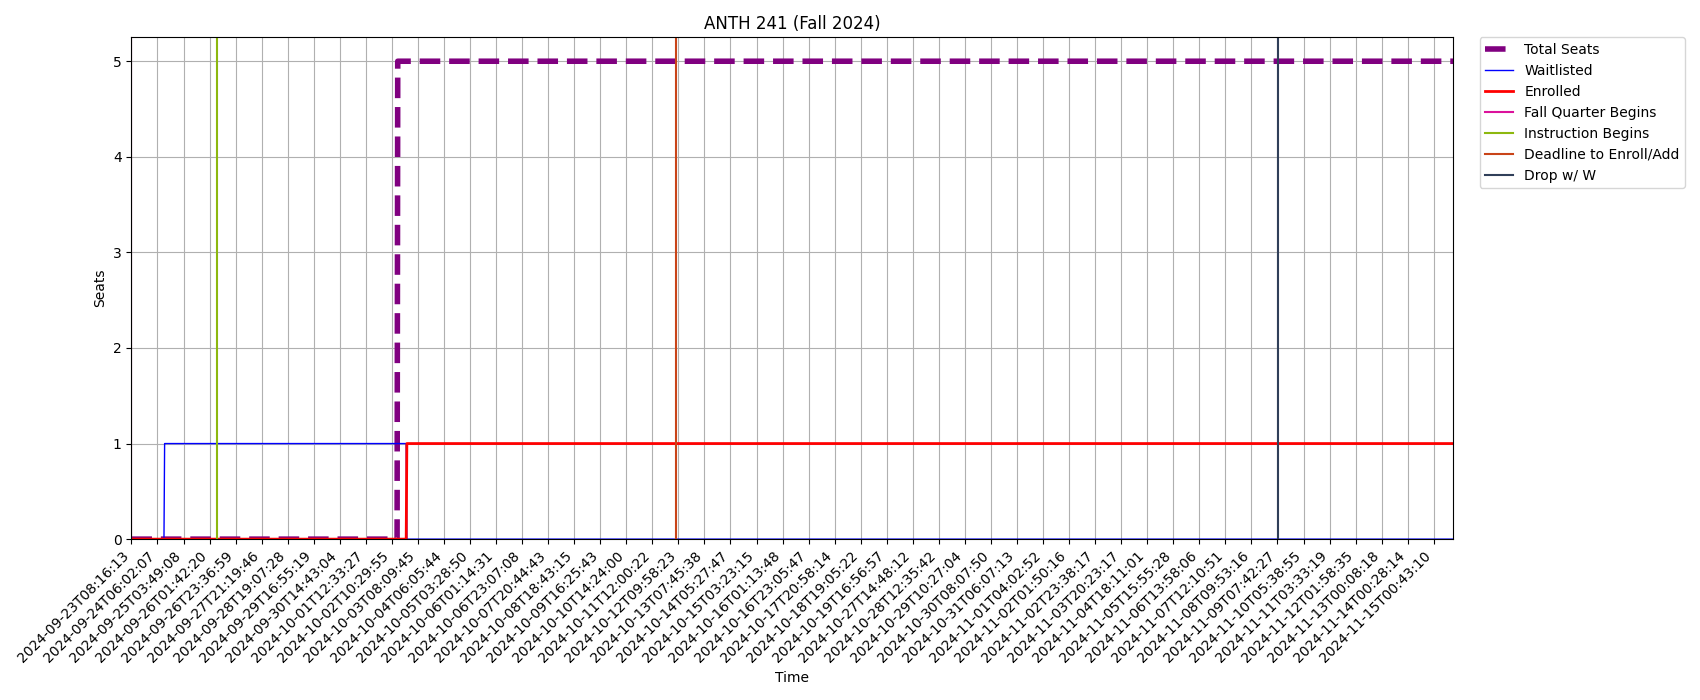 ANTH 241 (Fall 2024)
Total Seats
Waitlisted
Enrolled
Fall Quarter Begins
Instruction Begins
Deadline to Enroll/Add
Drop w/ W
Seats
5
4
3
2
1
0
2024-09-23T08:16:13
2024-09-24T06:02:07
2024-09-25T03:49:08
2024-09-26T01:42:20
2024-09-26T23:36:59
2024-09-27T21:19:46
2024-09-28T19:07:28
2024-09-29T16:55:19
2024-09-30T14:43:04
2024-10-01T12:33:27
2024-10-02T10:29:55
2024-10-03T08:09:45
2024-10-04T06:05:44
2024-10-05T03:28:50
2024-10-06T01:14:31
2024-10-06T23:07:08
2024-10-07T20:44:43
2024-10-08T18:43:15
2024-10-09T16:25:43
2024-10-10T14:24:00
2024-10-11T12:00:22
2024-10-12T09:58:23
2024-10-13T07:45:38
2024-10-14T05:27:47
2024-10-15T03:23:15
2024-10-16T01:13:48
2024-10-16T23:05:47
2024-10-17T20:58:14
2024-10-18T19:05:22
2024-10-19T16:56:57
2024-10-27T14:48:12
2024-10-28T12:35:42
2024-10-29T10:27:04
2024-10-30T08:07:50
2024-10-31T06:07:13
2024-11-01T04:02:52
2024-11-02T01:50:16
2024-11-02T23:38:17
2024-11-03T20:23:17
2024-11-04T18:11:01
2024-11-05T15:55:28
2024-11-06T13:58:06
2024-11-07T12:10:51
2024-11-08T09:53:16
2024-11-09T07:42:27
2024-11-10T05:38:55
2024-11-11T03:33:19
2024-11-12T01:58:35
2024-11-13T00:08:18
2024-11-14T00:28:14
2024-11-15T00:43:10
Time